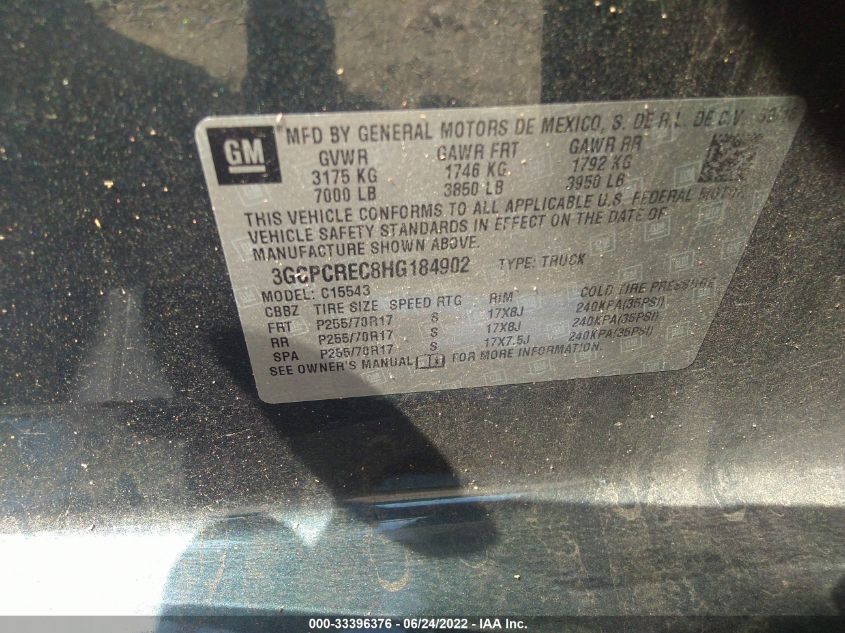 GM
MFD BY GENERAL MOTORS DE MEXICO, S. DE R.L. DE C.V.
GVWR GAWR FRT GAWR RR
3175 KG 1746 KG 1792 KG
7000 LB 3850 LB 3950 LB
THIS VEHICLE CONFORMS TO ALL APPLICABLE U.S. FEDERAL MOTOR
VEHICLE SAFETY STANDARDS IN EFFECT ON THE DATE OF
MANUFACTURE SHOWN ABOVE.
3GCPCREC8HG184902 TYPE: TRUCK
MODEL: C15543
CBBZ TIRE SIZE SPEED RTG RIM COLD TIRE PRESSURE
FRT P255/70R17 S 17X8J 240KPA(35PSI)
RR P255/70R17 S 17X8J 240KPA(35PSI)
SPA P255/70R17 S 17X7.5J 240KPA(35PSI)
SEE OWNER'S MANUAL FOR MORE INFORMATION.
000-33396376 - 06/24/2022 - IAA Inc.